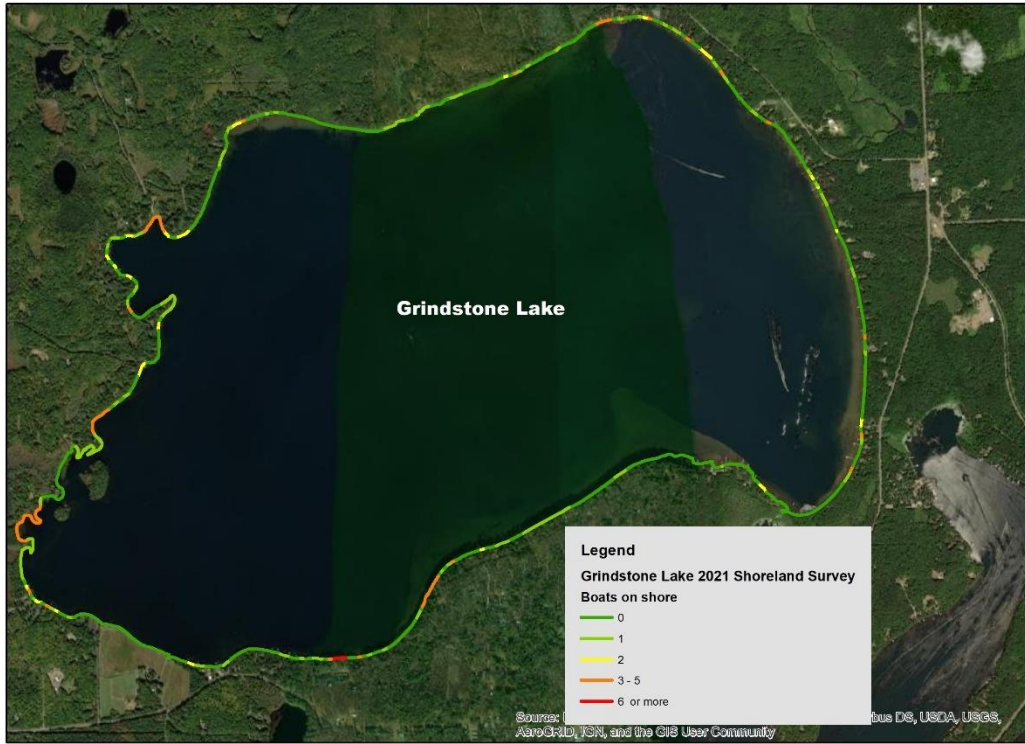 Grindstone Lake
Legend
Grindstone Lake 2021 Shoreland Survey
Boats on shore
0
1
2
3 - 5
6 or more
Source: DS, USDA, USGS,
AeroGRID, IGN, and the GIS User Community